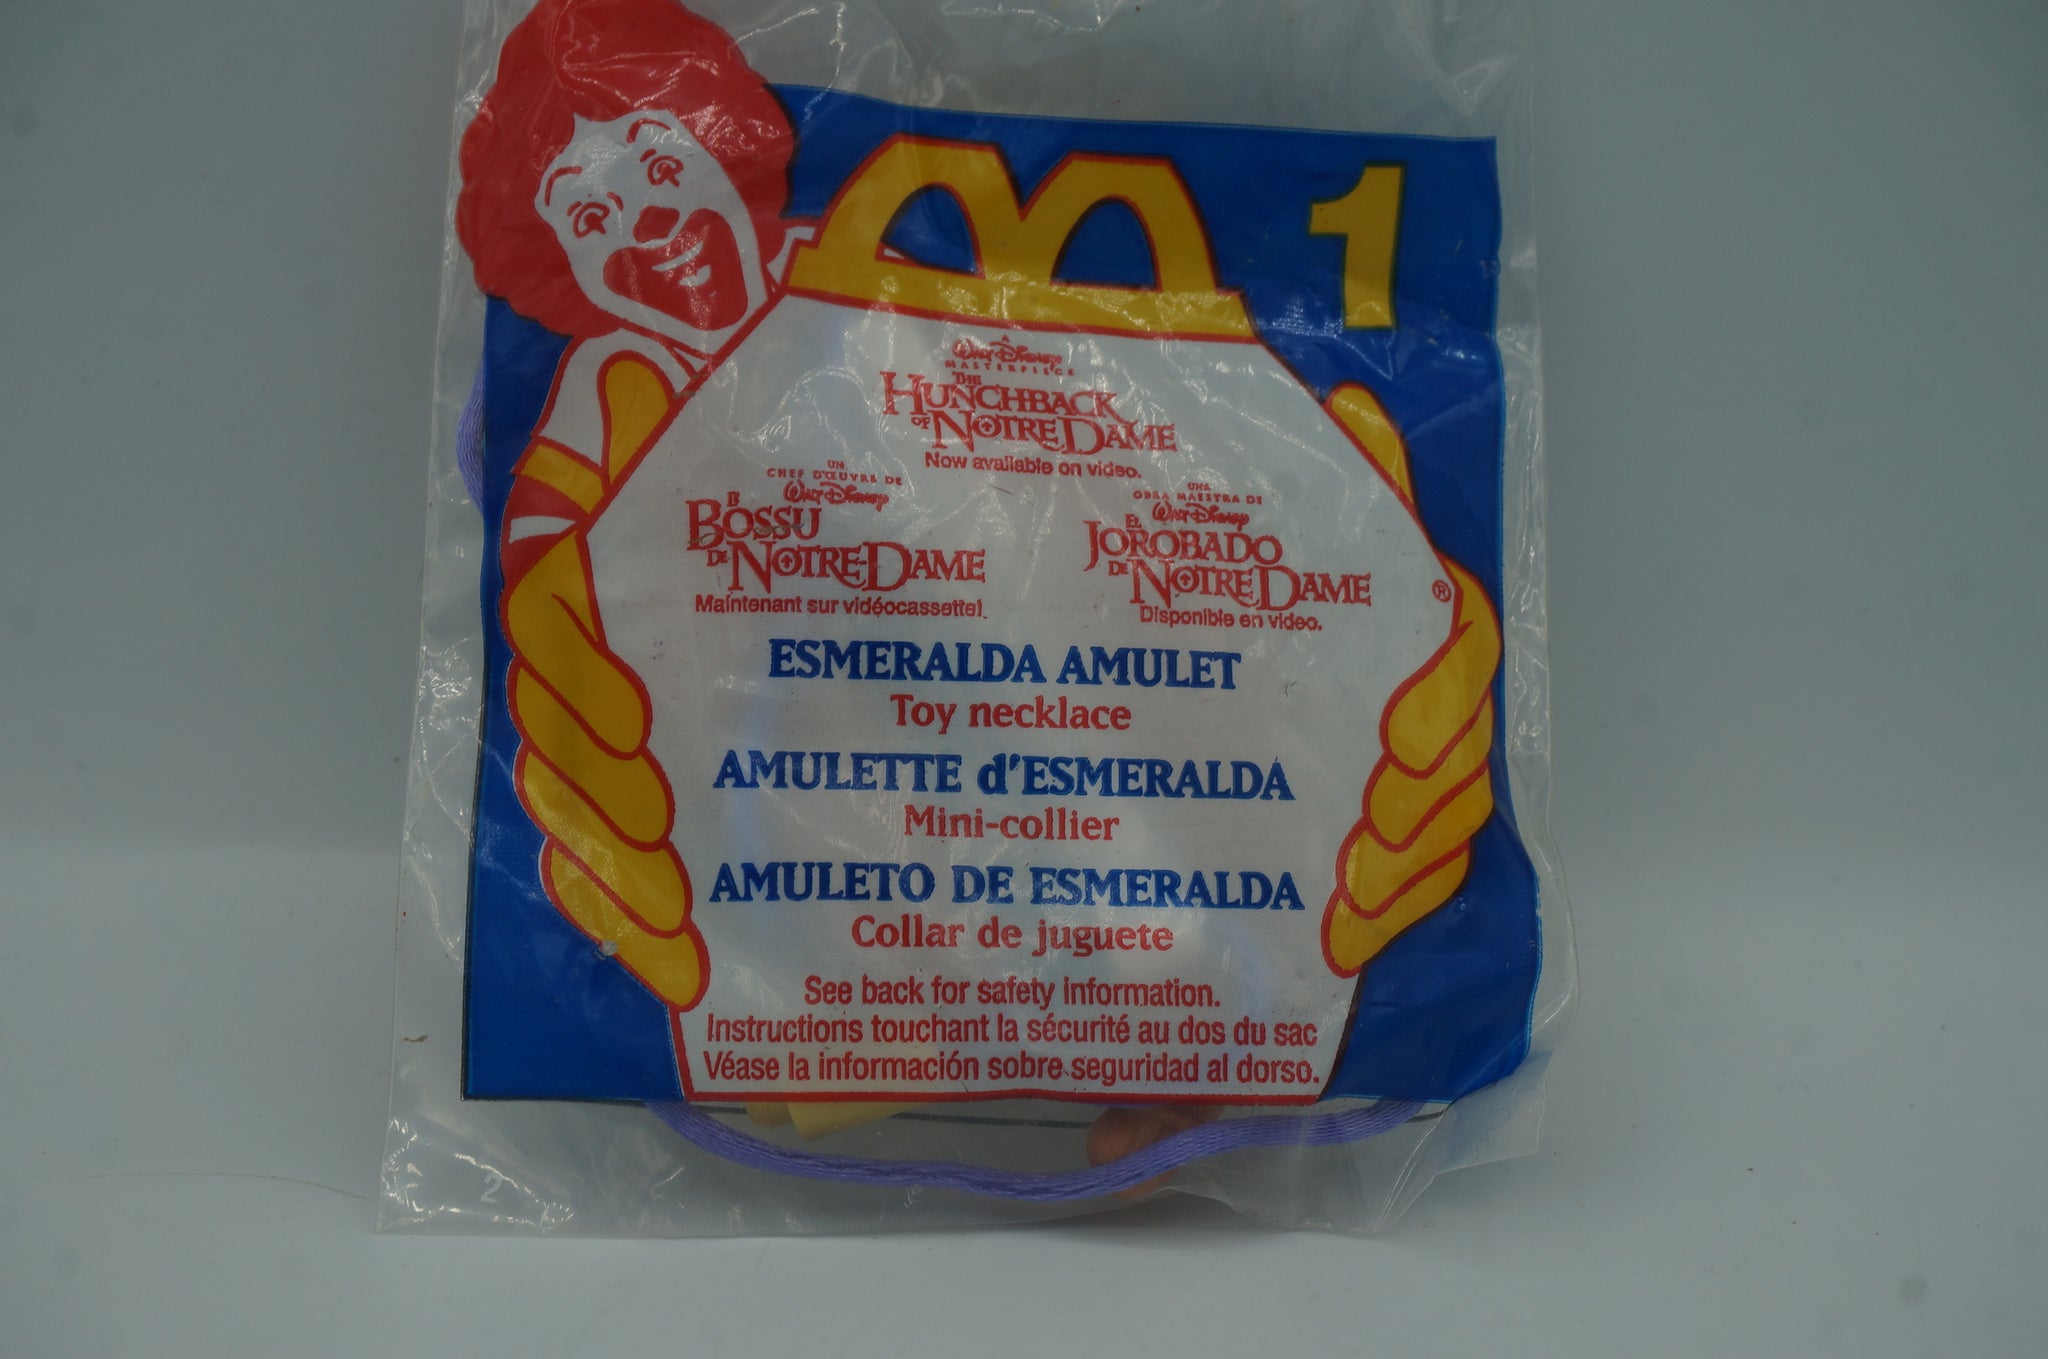 1
A
Walt Disney
MASTERPIECE
THE
HUNCHBACK
OF NOTRE DAME
Now available on video.
UN
CHEF D'ŒUVRE DE
Walt Disney
LE
BOSSU
DE NOTRE-DAME
Maintenant sur vidéocassette!
UNA
OBRA MAESTRA DE
Walt Disney
EL
JOROBADO
DE NOTRE DAME
Disponible en video.
®
ESMERALDA AMULET
Toy necklace
AMULETTE d'ESMERALDA
Mini-collier
AMULETO DE ESMERALDA
Collar de juguete
See back for safety information.
Instructions touchant la sécurité au dos du sac
Véase la información sobre seguridad al dorso.
2